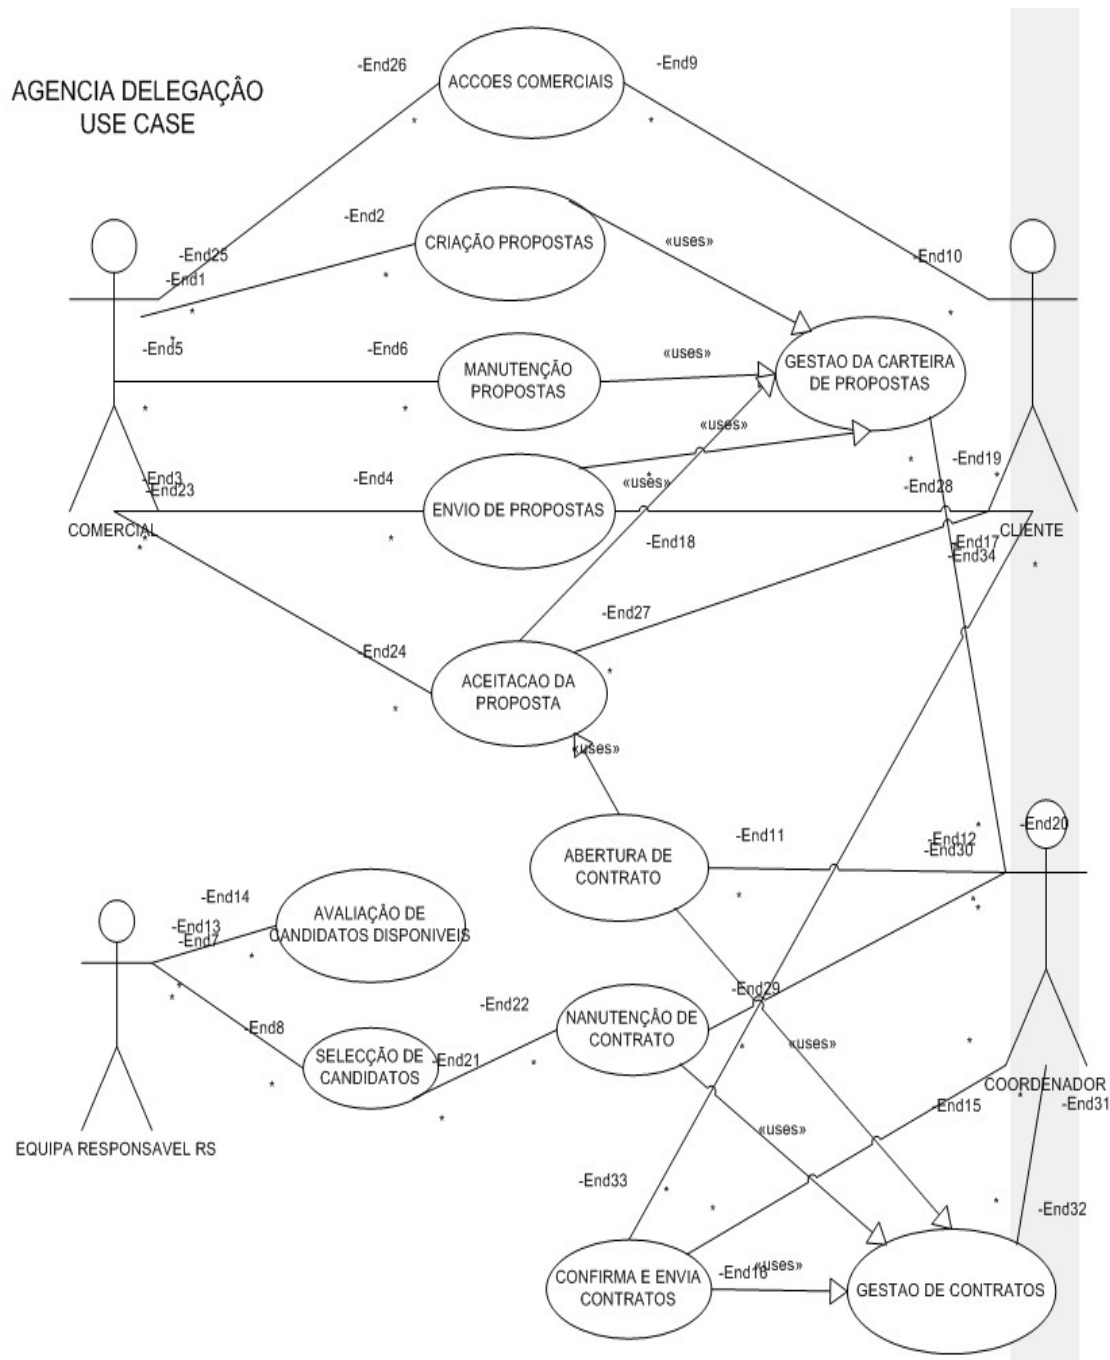 -End26
-End9
ACCOES COMERCIAIS
AGENCIA DELEGAÇÂO
USE CASE
*
*
-End2
«uses»
CRIAÇÃO PROPOSTAS
-End25
-End10
-End1
*
*
*
*
-End5
-End6
«uses»
GESTAO DA CARTEIRA
DE PROPOSTAS
MANUTENÇÃO
PROPOSTAS
*
*
«uses»
*
-End19
-End3
-End4
*
*
«uses»
-End28
-End23
ENVIO DE PROPOSTAS
COMERCIAL
CLIENTE
*
*
*
-End18
-End17
-End34
*
-End27
-End24
*
ACEITACAO DA
PROPOSTA
*
«uses»
*
-End20
-End11
-End12
-End30
ABERTURA DE
CONTRATO
-End14
*
*
*
AVALIAÇÂO DE
CANDIDATOS DISPONIVEIS
-End13
-End7
*
*
*
-End29
-End22
NANUTENÇÂO DE
CONTRATO
-End8
*
*
«uses»
SELECÇÃO DE
CANDIDATOS
-End21
*
*
COORDENADOR
*
-End15
-End31
*
«uses»
EQUIPA RESPONSAVEL RS
-End33
*
*
*
-End32
«uses»
-End16
CONFIRMA E ENVIA
CONTRATOS
GESTAO DE CONTRATOS